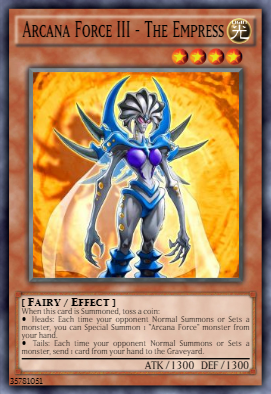 Arcana Force III - The Empress
光
[ Fairy / Effect ]
When this card is Summoned, toss a coin:
● Heads: Each time your opponent Normal Summons or Sets a
monster, you can Special Summon 1 "Arcana Force" monster from
your hand.
● Tails: Each time your opponent Normal Summons or Sets a
monster, send 1 card from your hand to the Graveyard.
ATK / 1300 DEF / 1300
35781051